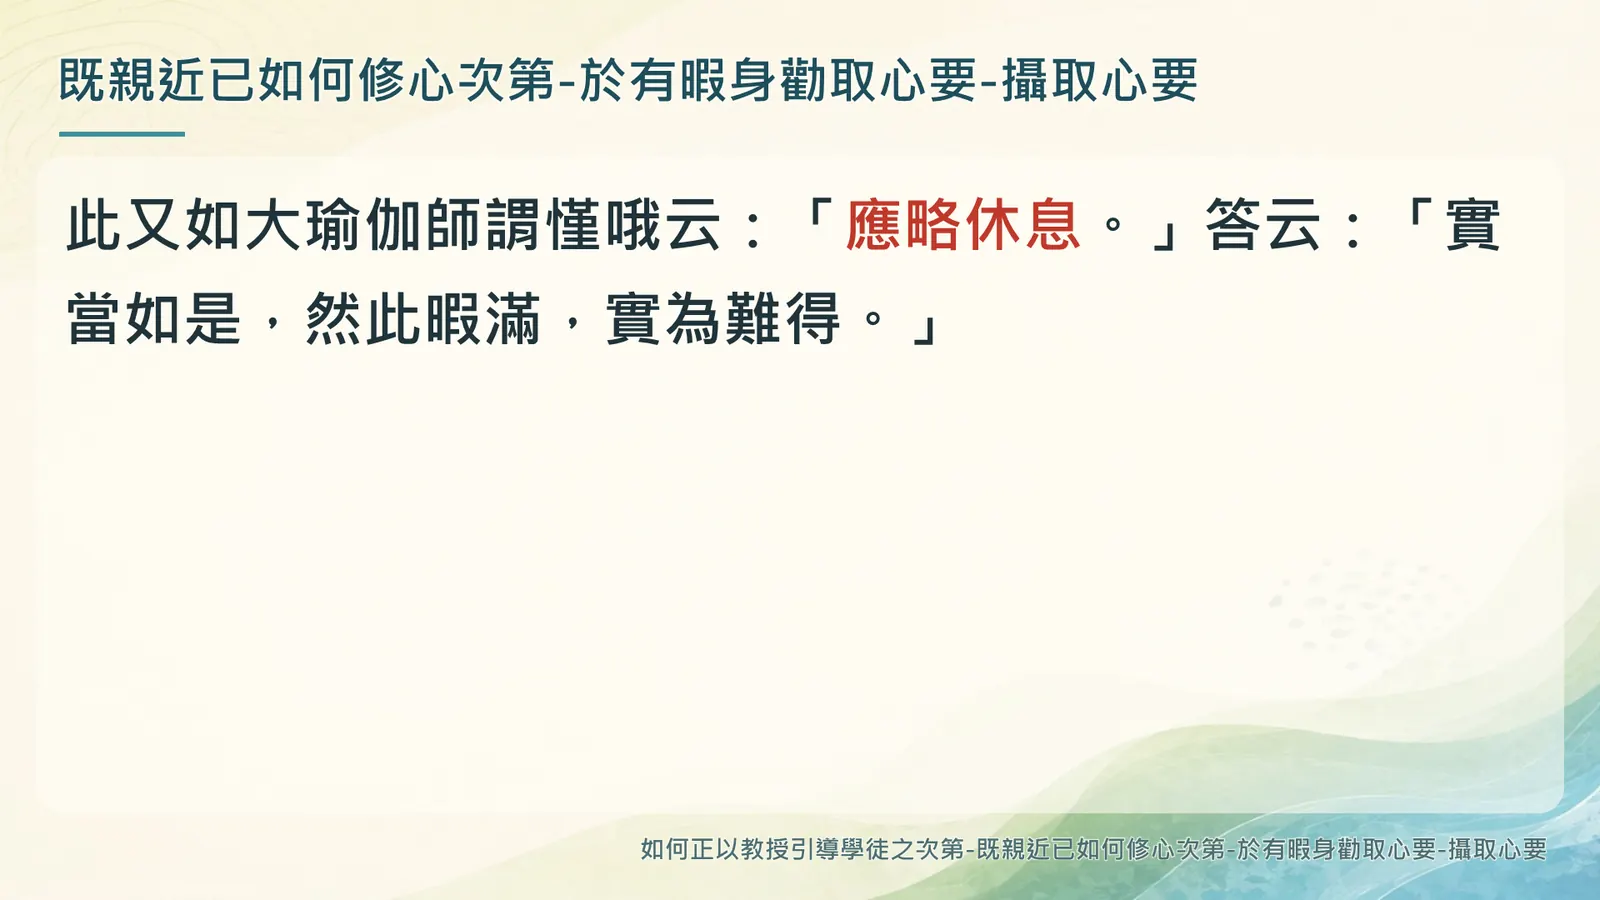 既親近已如何修心次第-於有暇身勸取心要-攝取心要
此又如大瑜伽師謂慬哦云：「應略休息。」答云：「實
當如是，然此暇滿，實為難得。」
如何正以教授引導學徒之次第-既親近已如何修心次第-於有暇身勸取心要-攝取心要